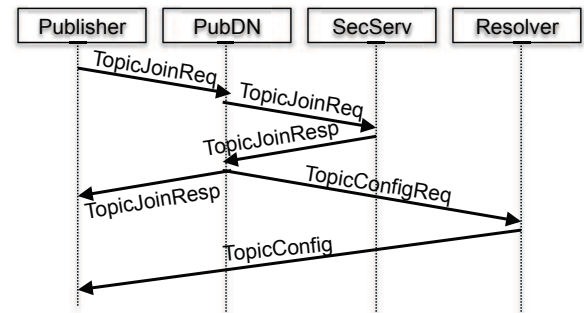 Publisher
PubDN
SecServ
Resolver
TopicJoinReq
TopicJoinReq
TopicJoinResp
TopicJoinResp
TopicConfigReq
TopicConfig